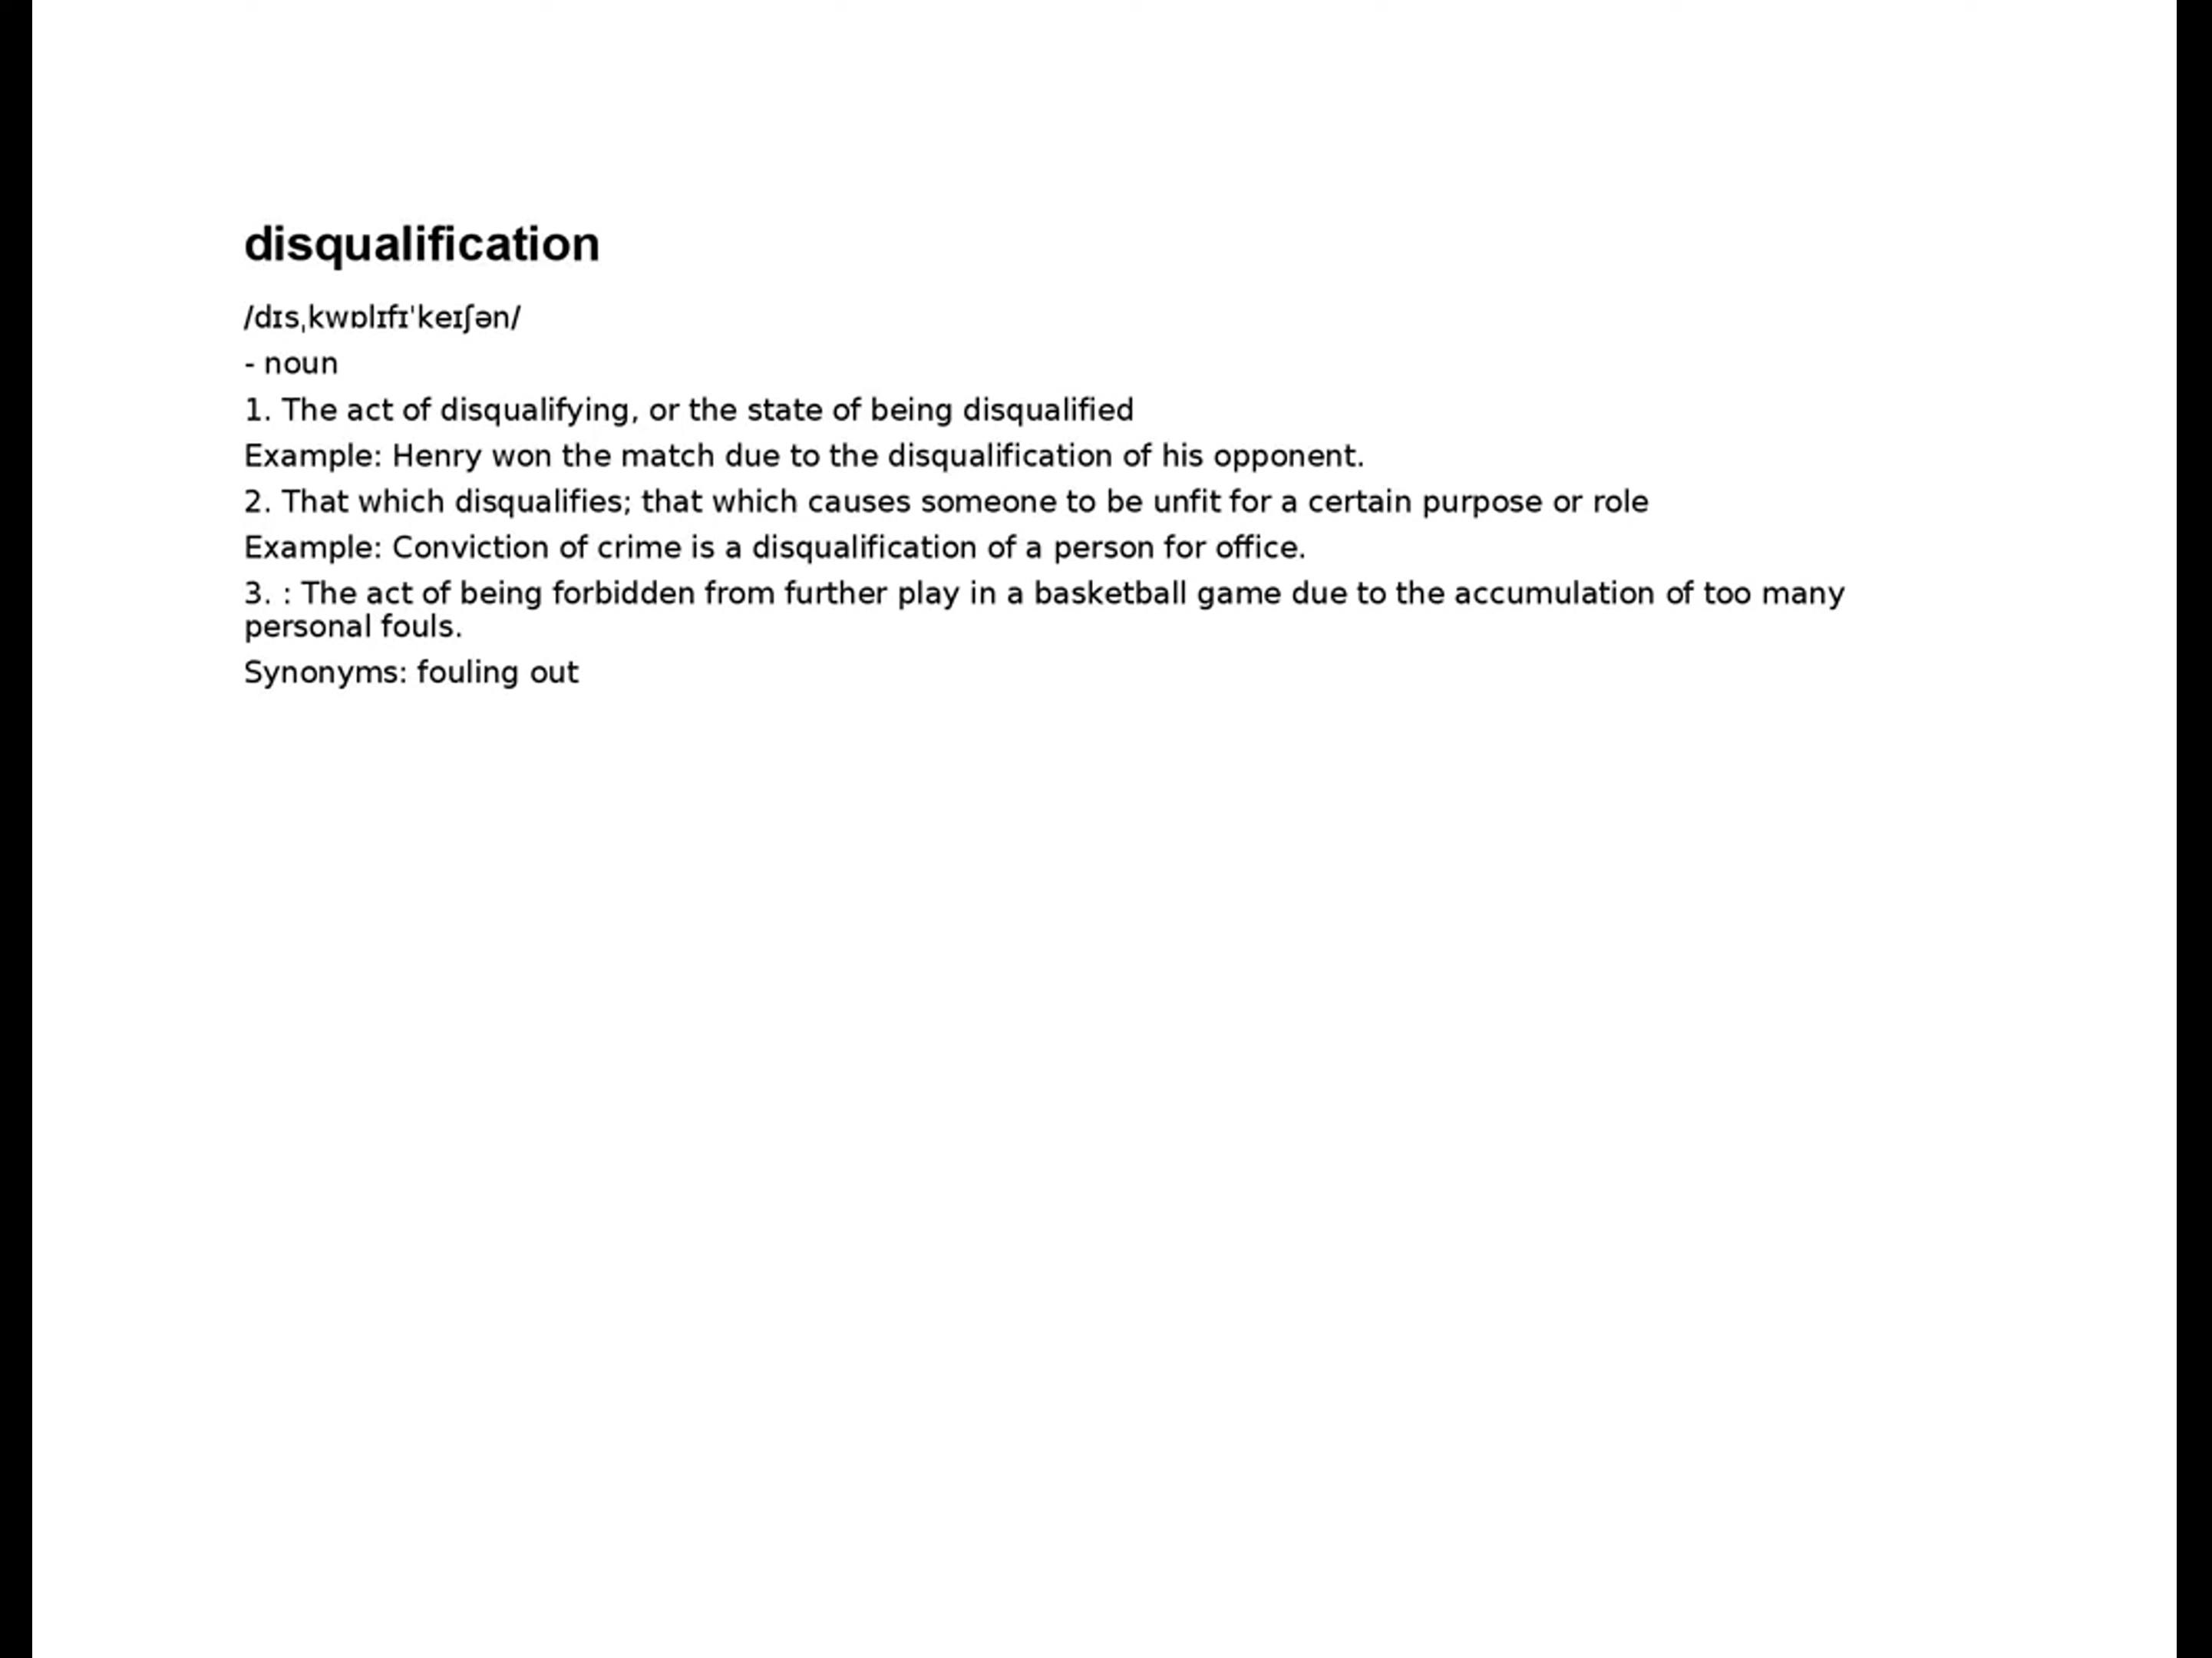 disqualification
/dɪsˌkwɒlɪfɪˈkeɪʃən/
- noun
1. The act of disqualifying, or the state of being disqualified
Example: Henry won the match due to the disqualification of his opponent.
2. That which disqualifies; that which causes someone to be unfit for a certain purpose or role
Example: Conviction of crime is a disqualification of a person for office.
3. : The act of being forbidden from further play in a basketball game due to the accumulation of too many
personal fouls.
Synonyms: fouling out